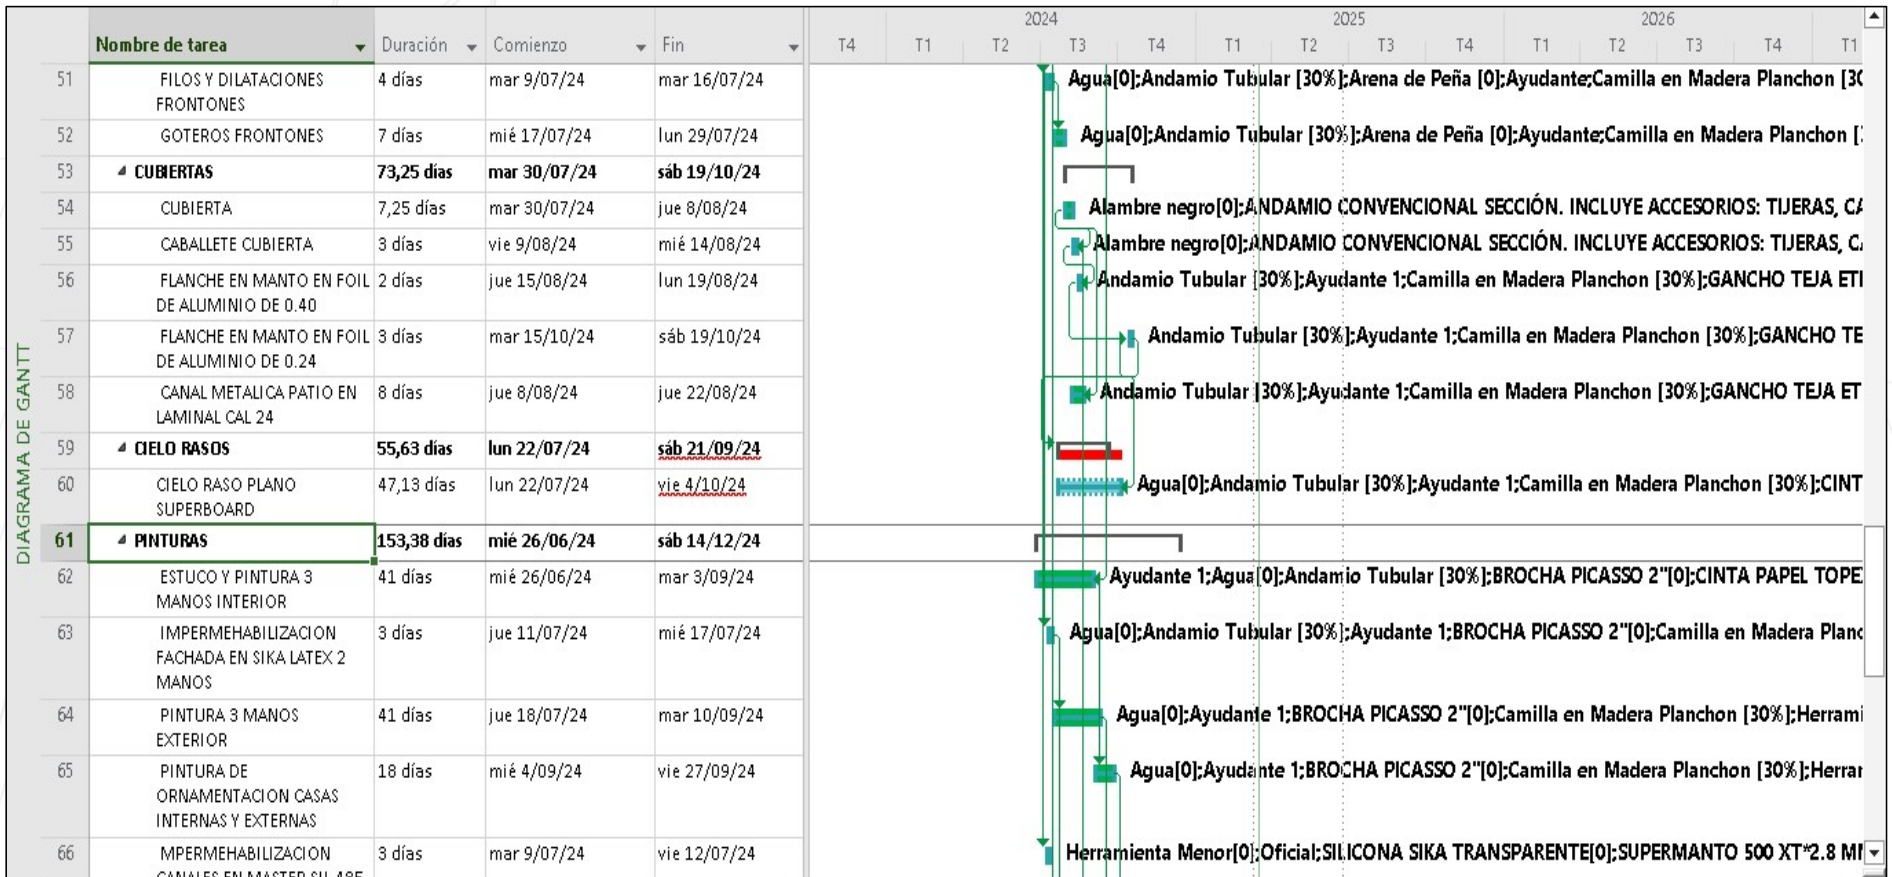 2024 2025 2026
Nombre de tarea Duración Comienzo Fin T4 T1 T2 T3 T4 T1 T2 T3 T4 T1 T2 T3 T4 T1
51 FILOS Y DILATACIONES 4 días mar 9/07/24 mar 16/07/24 Agua[0];Andamio Tubular [30%];Arena de Peña [0];Ayudante;Camilla en Madera Planchon [30
FRONTONES
52 GOTEROS FRONTONES 7 días mié 17/07/24 lun 29/07/24 Agua[0];Andamio Tubular [30%];Arena de Peña [0];Ayudante;Camilla en Madera Planchon [
53 CUBIERTAS 73,25 días mar 30/07/24 sáb 19/10/24
54 CUBIERTA 7,25 días mar 30/07/24 jue 8/08/24 Alambre negro[0];ANDAMIO CONVENCIONAL SECCIÓN. INCLUYE ACCESORIOS: TIJERAS, CA
55 CABALLETE CUBIERTA 3 días vie 9/08/24 mié 14/08/24 Alambre negro[0];ANDAMIO CONVENCIONAL SECCIÓN. INCLUYE ACCESORIOS: TIJERAS, C
56 FLANCHE EN MANTO EN FOIL 2 días jue 15/08/24 lun 19/08/24 Andamio Tubular [30%];Ayudante 1;Camilla en Madera Planchon [30%];GANCHO TEJA ETI
DE ALUMINIO DE 0.40
57 FLANCHE EN MANTO EN FOIL 3 días mar 15/10/24 sáb 19/10/24 Andamio Tubular [30%];Ayudante 1;Camilla en Madera Planchon [30%];GANCHO TE
DE ALUMINIO DE 0.24
58 CANAL METALICA PATIO EN 8 días jue 8/08/24 jue 22/08/24 Andamio Tubular [30%];Ayudante 1;Camilla en Madera Planchon [30%];GANCHO TEJA ET
LAMINAL CAL 24
59 CIELO RASOS 55,63 días lun 22/07/24 sáb 21/09/24
60 CIELO RASO PLANO 47,13 días lun 22/07/24 vie 4/10/24 Agua[0];Andamio Tubular [30%];Ayudante 1;Camilla en Madera Planchon [30%];CINT
SUPERBOARD
61 PINTURAS 153,38 días mié 26/06/24 sáb 14/12/24
62 ESTUCO Y PINTURA 3 41 días mié 26/06/24 mar 3/09/24 Ayudante 1;Agua[0];Andamio Tubular [30%];BROCHA PICASSO 2"[0];CINTA PAPEL TOPE
MANOS INTERIOR
63 IMPERMEHABILIZACION 3 días jue 11/07/24 mié 17/07/24 Agua[0];Andamio Tubular [30%];Ayudante 1;BROCHA PICASSO 2"[0];Camilla en Madera Planc
FACHADA EN SIKA LATEX 2
MANOS
64 PINTURA 3 MANOS 41 días jue 18/07/24 mar 10/09/24 Agua[0];Ayudante 1;BROCHA PICASSO 2"[0];Camilla en Madera Planchon [30%];Herrami
EXTERIOR
65 PINTURA DE 18 días mié 4/09/24 vie 27/09/24 Agua[0];Ayudante 1;BROCHA PICASSO 2"[0];Camilla en Madera Planchon [30%];Herrar
ORNAMENTACION CASAS
INTERNAS Y EXTERNAS
66 MPERMEHABILIZACION 3 días mar 9/07/24 vie 12/07/24 Herramienta Menor[0];Oficial;SILICONA SIKA TRANSPARENTE[0];SUPERMANTO 500 XT*2.8 MI
CANALES EN MASTER
DIAGRAMA DE GANTT